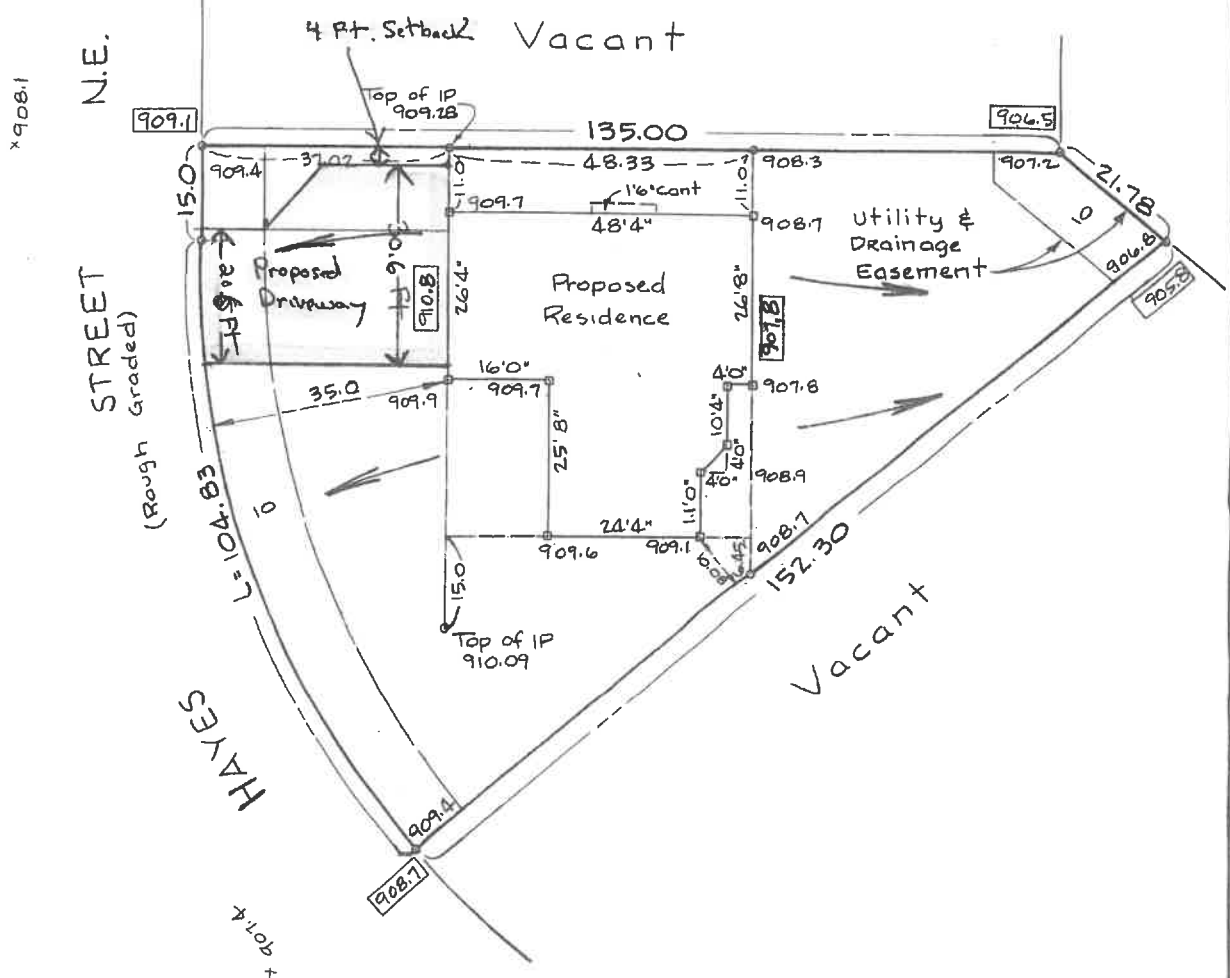 4 Ft. Setback
Vacant
N.E.
×908.1
Top of IP
909.28
909.1
906.5
135.00
909.4
37.07
48.33
908.3
907.2
21.78
15.0
11.0
11.0
909.7
1'6" cont
48'4"
908.7
Utility &
Drainage
Easement
10
906.8
905.8
Proposed
Driveway
910.8
26'4"
Proposed
Residence
26'8"
907.8
STREET
(Rough Graded)
35.0
16'0"
909.9
909.7
4'0"
907.8
25'8"
10'4"
4'0"
4'0"
908.9
11'0"
L=104.83
10
24'4"
909.6
909.1
6.45
908.7
152.30
15.0
Top of IP
910.09
Vacant
HAYES
909.4
908.7
+ 907.4